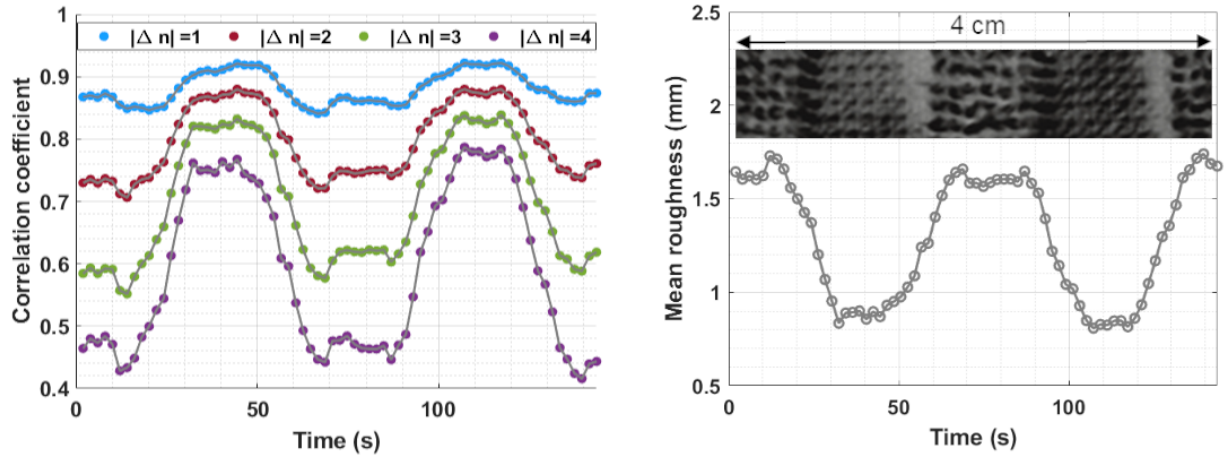 1
0.9
0.8
0.7
0.6
0.5
0.4
Correlation coefficient
|Δ n| =1 |Δ n| =2 |Δ n| =3 |Δ n| =4
0 50 100
Time (s)
2.5
2
1.5
1
0.5
Mean roughness (mm)
4 cm
0 50 100
Time (s)